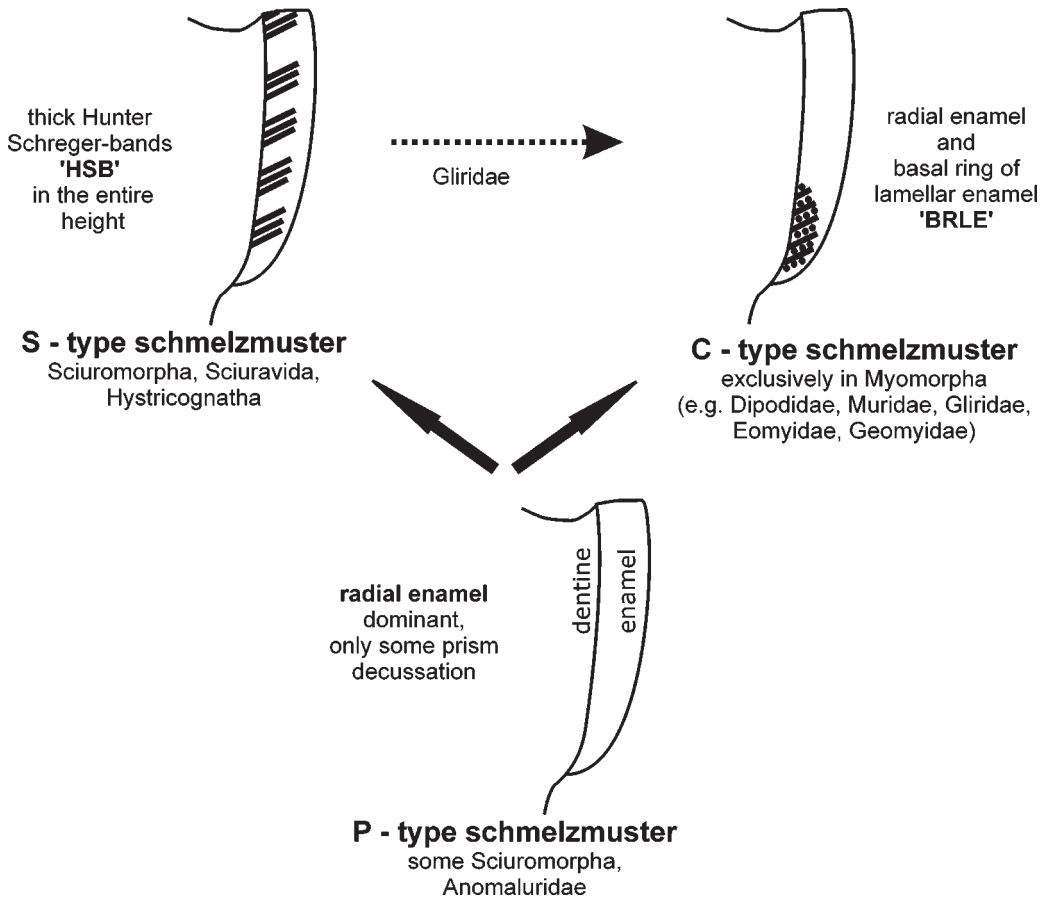 thick Hunter
Schreger-bands
'HSB'
in the entire
height
Gliridae
radial enamel
and
basal ring of
lamellar enamel
'BRLE'
S - type schmelzmuster
Sciuromorpha, Sciuravida,
Hystricognatha
C - type schmelzmuster
exclusively in Myomorpha
(e.g. Dipodidae, Muridae, Gliridae,
Eomyidae, Geomyidae)
radial enamel
dominant,
only some prism
decussation
dentine
enamel
P - type schmelzmuster
some Sciuromorpha,
Anomaluridae